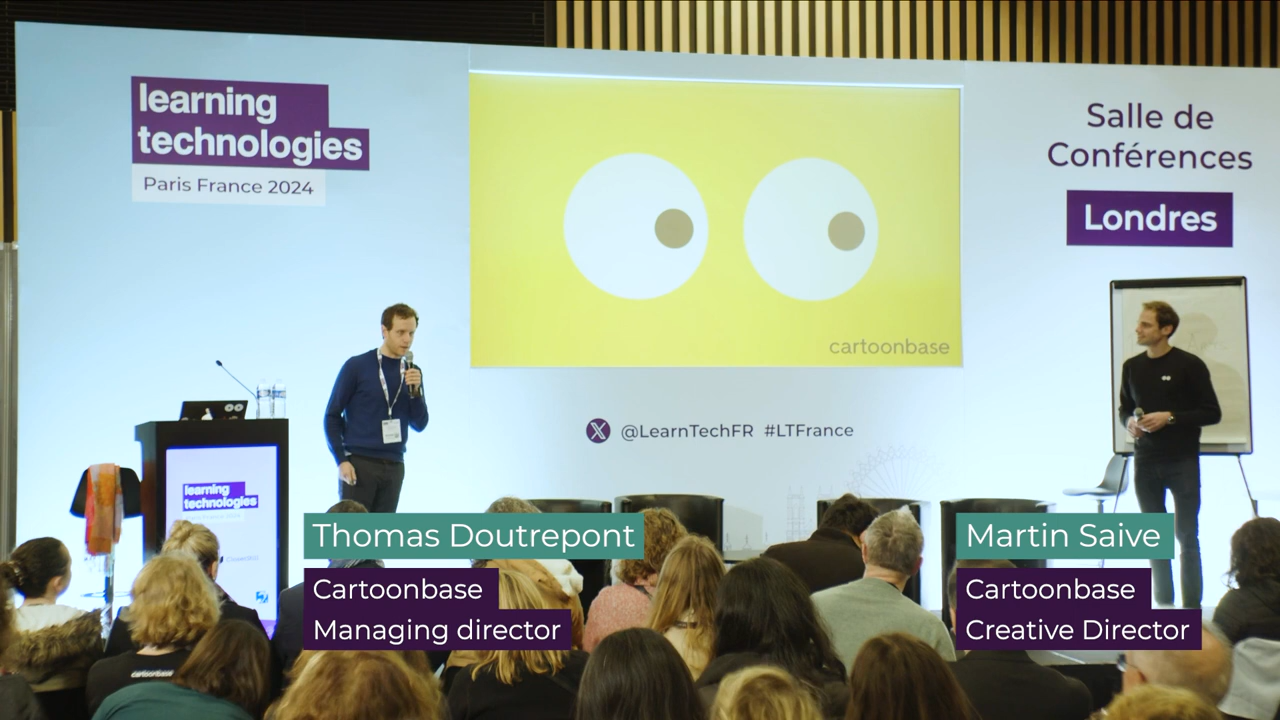 learning
technologies
Paris France 2024
cartoonbase
Salle de
Conférences
Londres
@LearnTechFR #LTFrance
learning
technologies
Thomas Doutrepont
Cartoonbase
Managing director
Martin Saive
Cartoonbase
Creative Director
cartoonbase